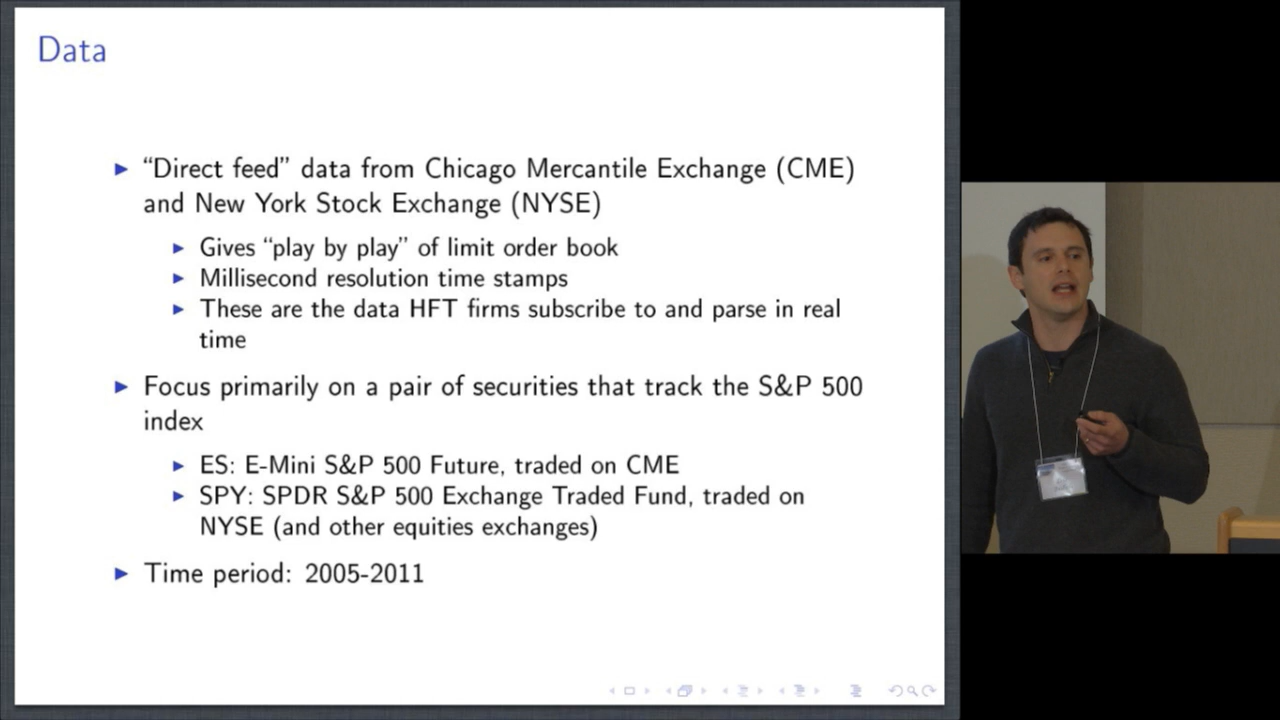 Data
“Direct feed” data from Chicago Mercantile Exchange (CME)
and New York Stock Exchange (NYSE)
Gives “play by play” of limit order book
Millisecond resolution time stamps
These are the data HFT firms subscribe to and parse in real
time
Focus primarily on a pair of securities that track the S&P 500
index
ES: E-Mini S&P 500 Future, traded on CME
SPY: SPDR S&P 500 Exchange Traded Fund, traded on
NYSE (and other equities exchanges)
Time period: 2005-2011